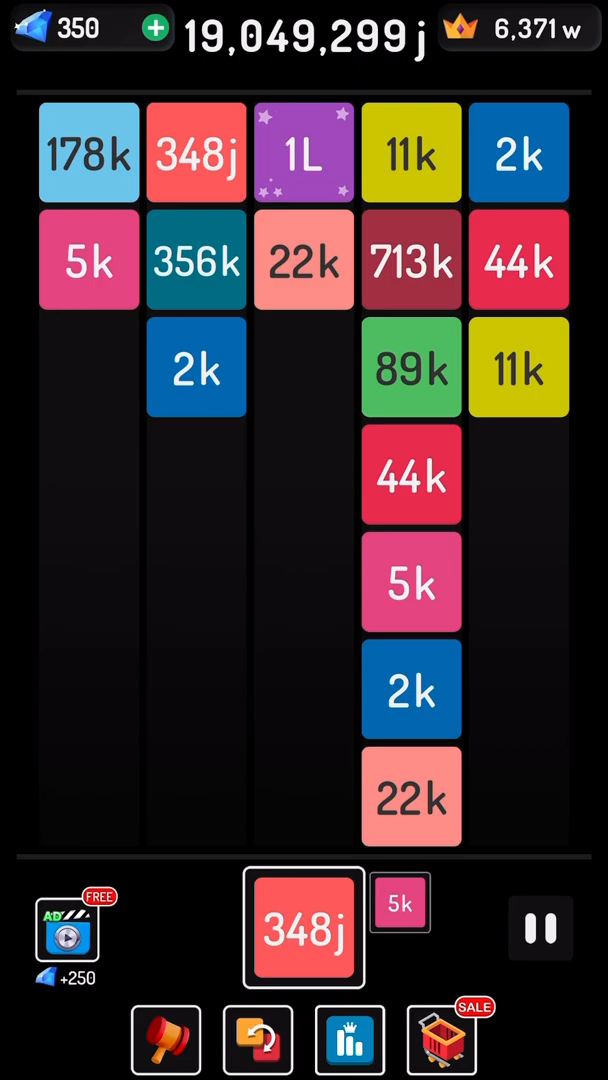 350 19,049,299j 6,371 w
178k 348j 1L 11k 2k
5k 356k 22k 713k 44k
2k 89k 11k
44k
5k
2k
22k
AD FREE 348j 5k
+250
SALE